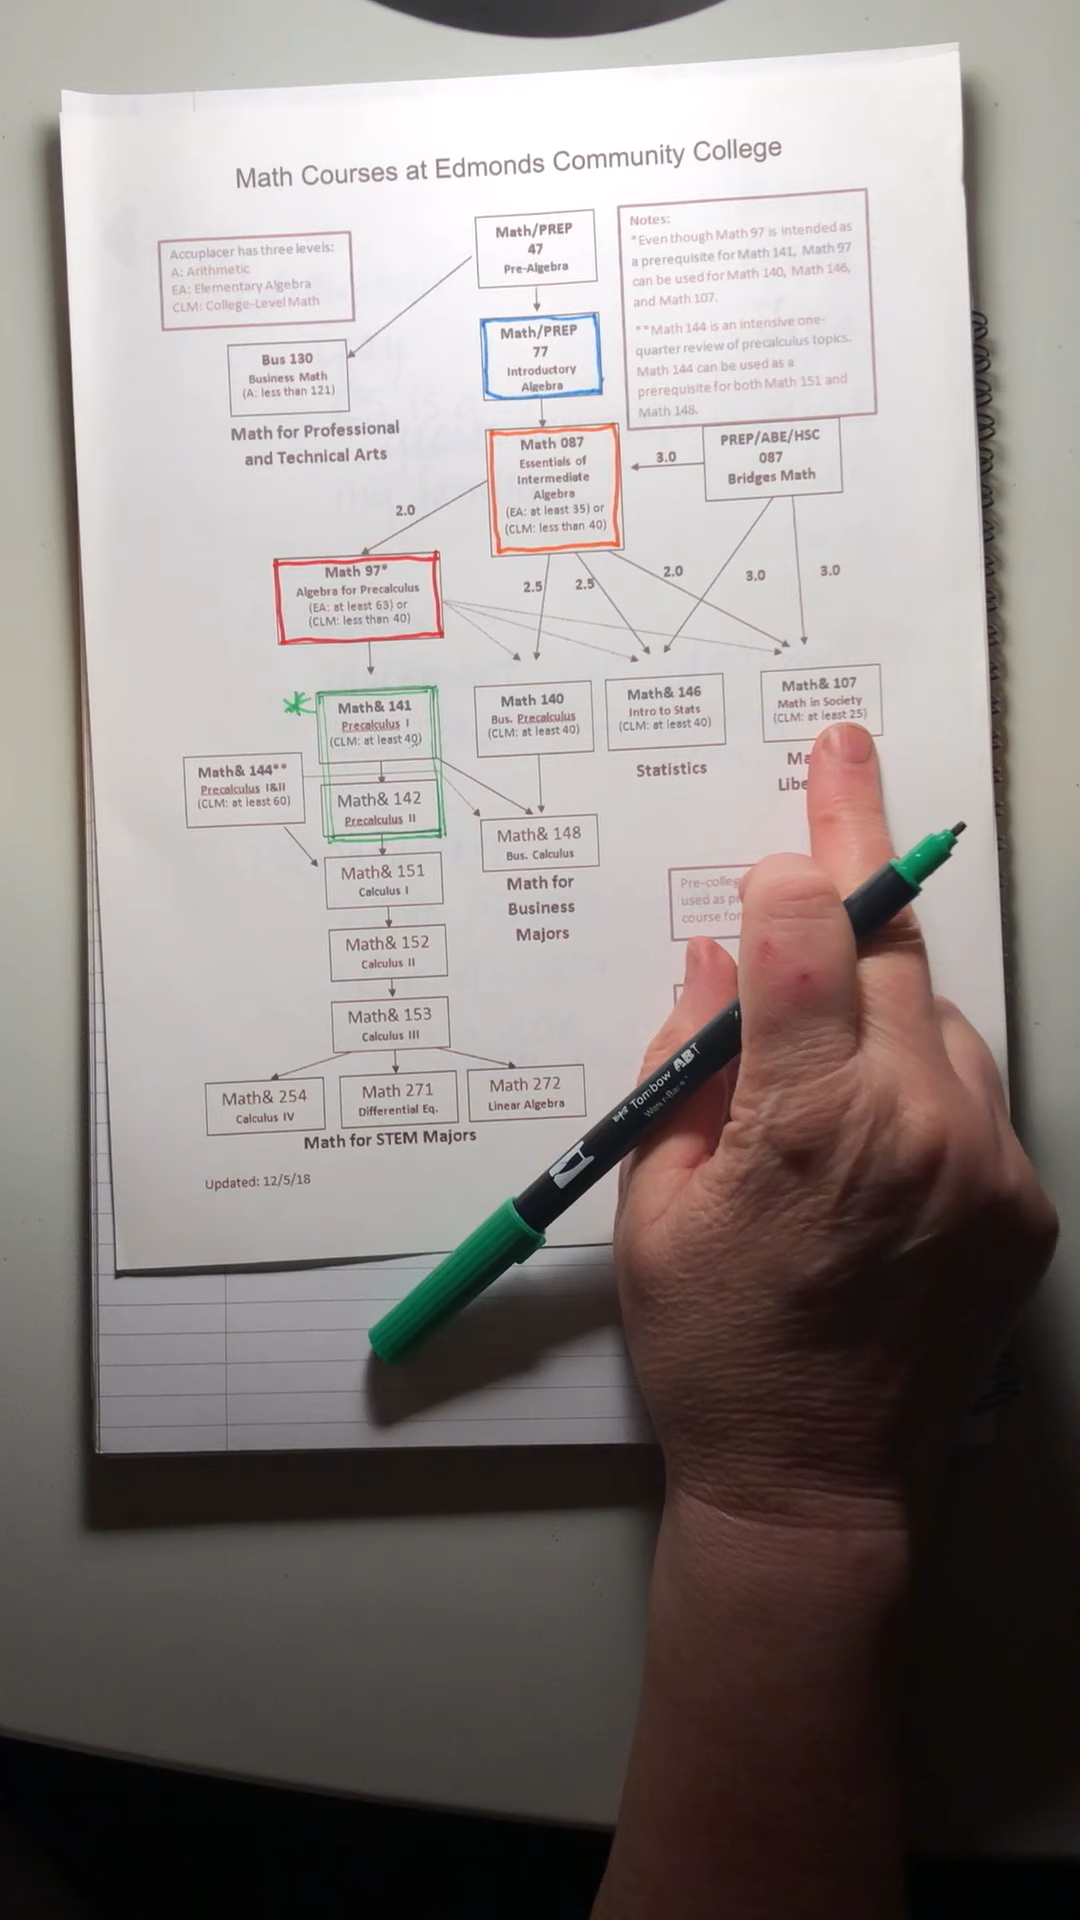 Math Courses at Edmonds Community College
Accuplacer has three levels:
A: Arithmetic
EA: Elementary Algebra
CLM: College-Level Math
Math/PREP
47
Pre-Algebra
Notes:
*Even though Math 97 is intended as
a prerequisite for Math 141, Math 97
can be used for Math 140, Math 146,
and Math 107.
**Math 144 is an intensive one-
quarter review of precalculus topics.
Math 144 can be used as a
prerequisite for both Math 151 and
Math 148.
Bus 130
Business Math
(A: less than 121)
Math for Professional
and Technical Arts
Math/PREP
77
Introductory
Algebra
Math 087
Essentials of
Intermediate
Algebra
(EA: at least 35) or
(CLM: less than 40)
3.0
PREP/ABE/HSC
087
Bridges Math
2.0
2.5
2.5
2.0
3.0
3.0
Math 97*
Algebra for Precalculus
(EA: at least 63) or
(CLM: less than 40)
Math& 141
Precalculus I
(CLM: at least 40)
Math 140
Bus. Precalculus
(CLM: at least 40)
Math& 146
Intro to Stats
(CLM: at least 40)
Statistics
Math& 107
Math in Society
(CLM: at least 25)
Math& 144**
Precalculus I&II
(CLM: at least 60)
Math& 142
Precalculus II
Math& 148
Bus. Calculus
Math for
Business
Majors
Math& 151
Calculus I
Pre-colleg
used as
course for
Math& 152
Calculus II
Math& 153
Calculus III
Math& 254
Calculus IV
Math 271
Differential Eq.
Math 272
Linear Algebra
Math for STEM Majors
Updated: 12/5/18
Tombow ABT